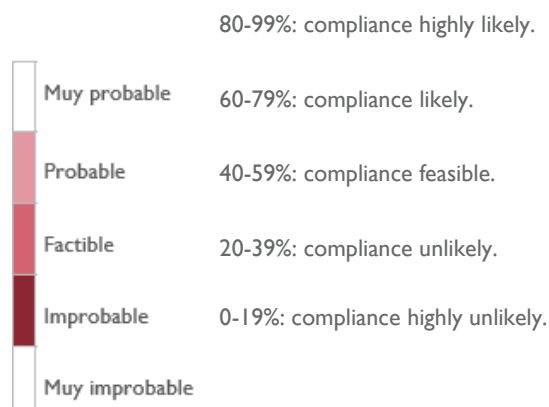 80-99%: compliance highly likely.
Muy probable
60-79%: compliance likely.
Probable
40-59%: compliance feasible.
Factible
20-39%: compliance unlikely.
Improbable
0-19%: compliance highly unlikely.
Muy improbable